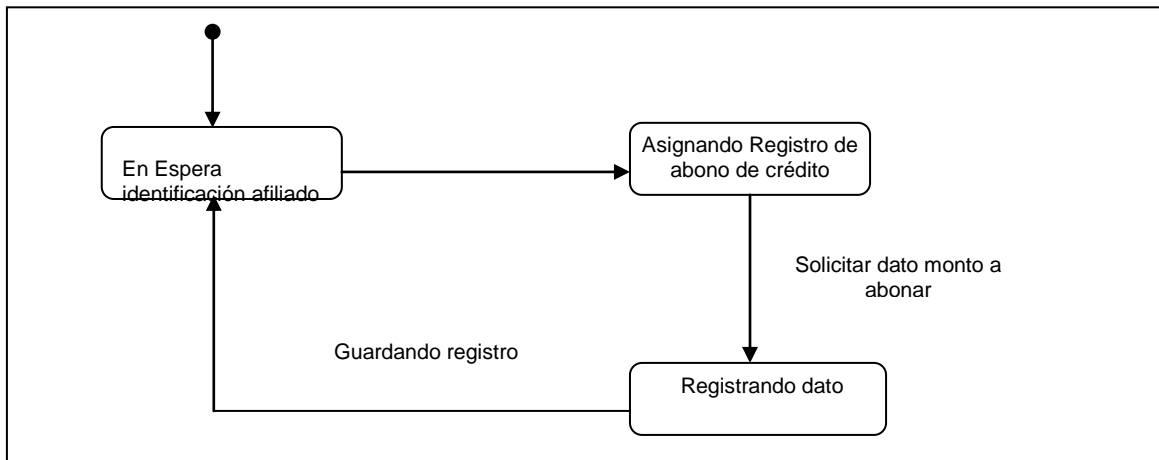 En Espera
identificación afiliado
Asignando Registro de
abono de crédito
Solicitar dato monto a
abonar
Guardando registro
Registrando dato